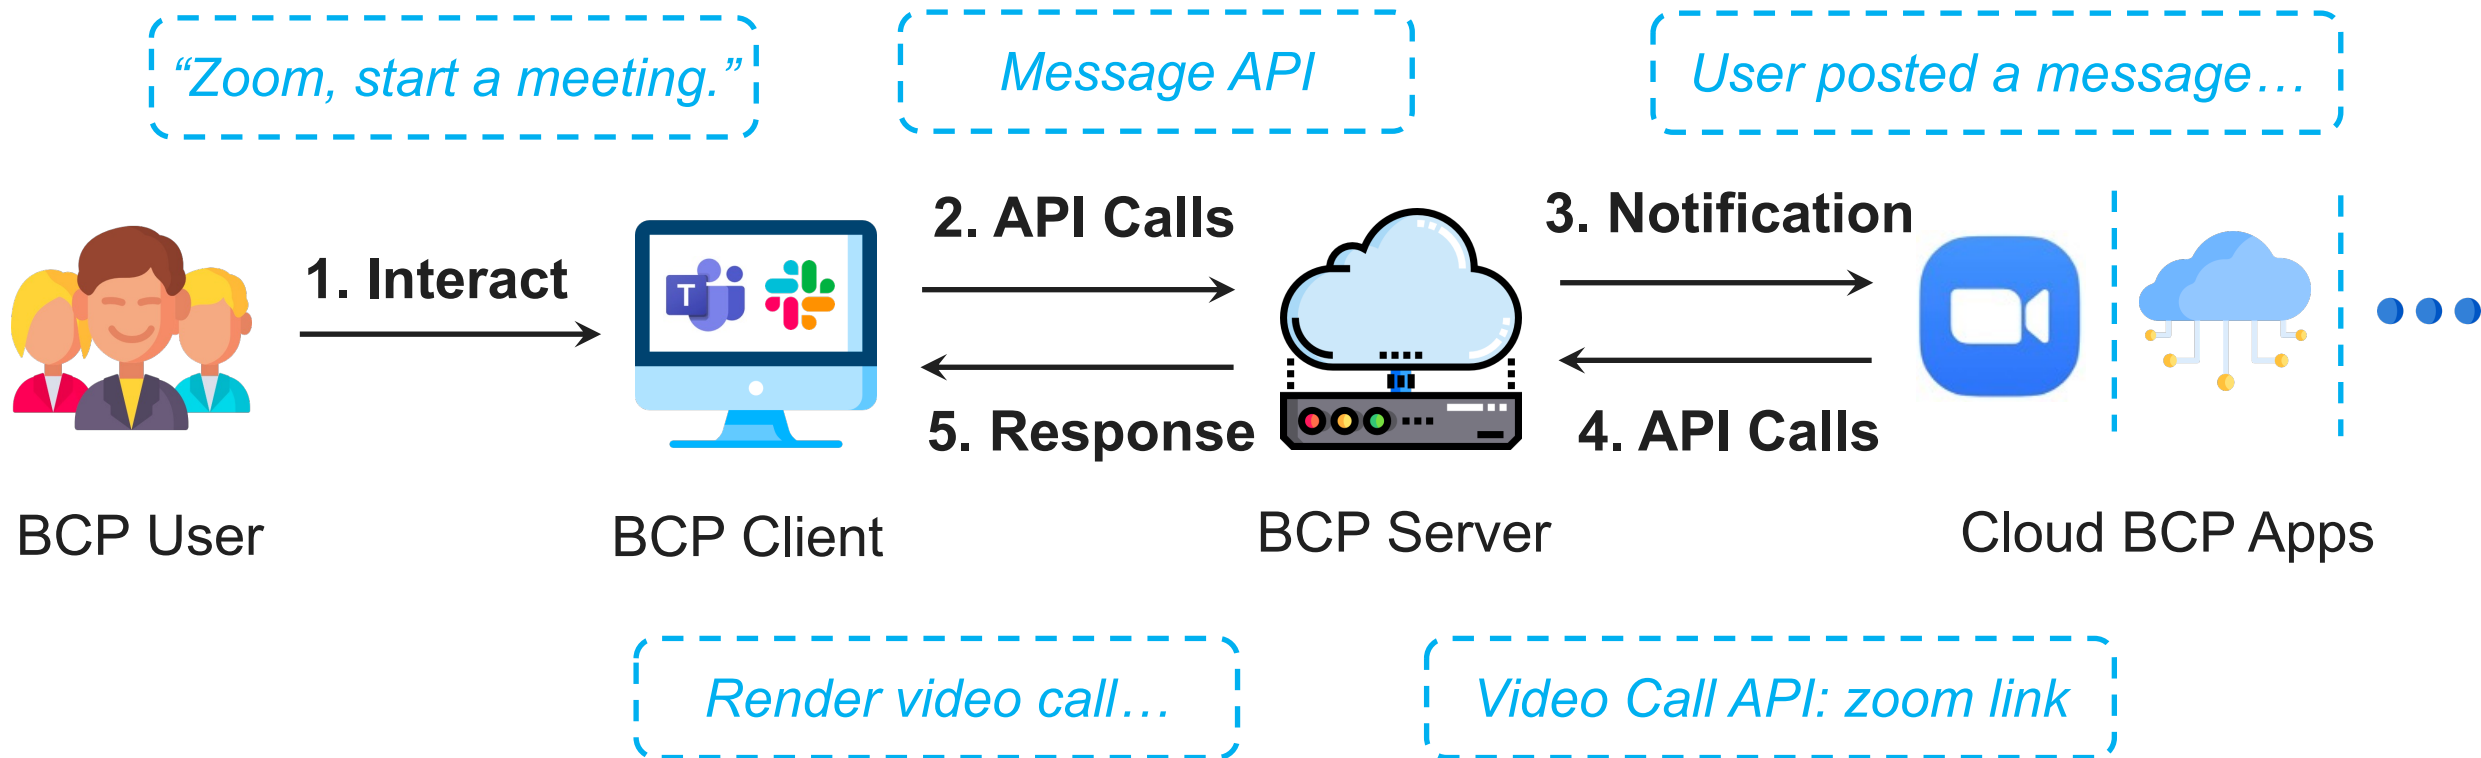 “Zoom, start a meeting.”
Message API
User posted a message…
1. Interact
2. API Calls
3. Notification
T
5. Response
4. API Calls
BCP User
BCP Client
BCP Server
Cloud BCP Apps
Render video call…
Video Call API: zoom link